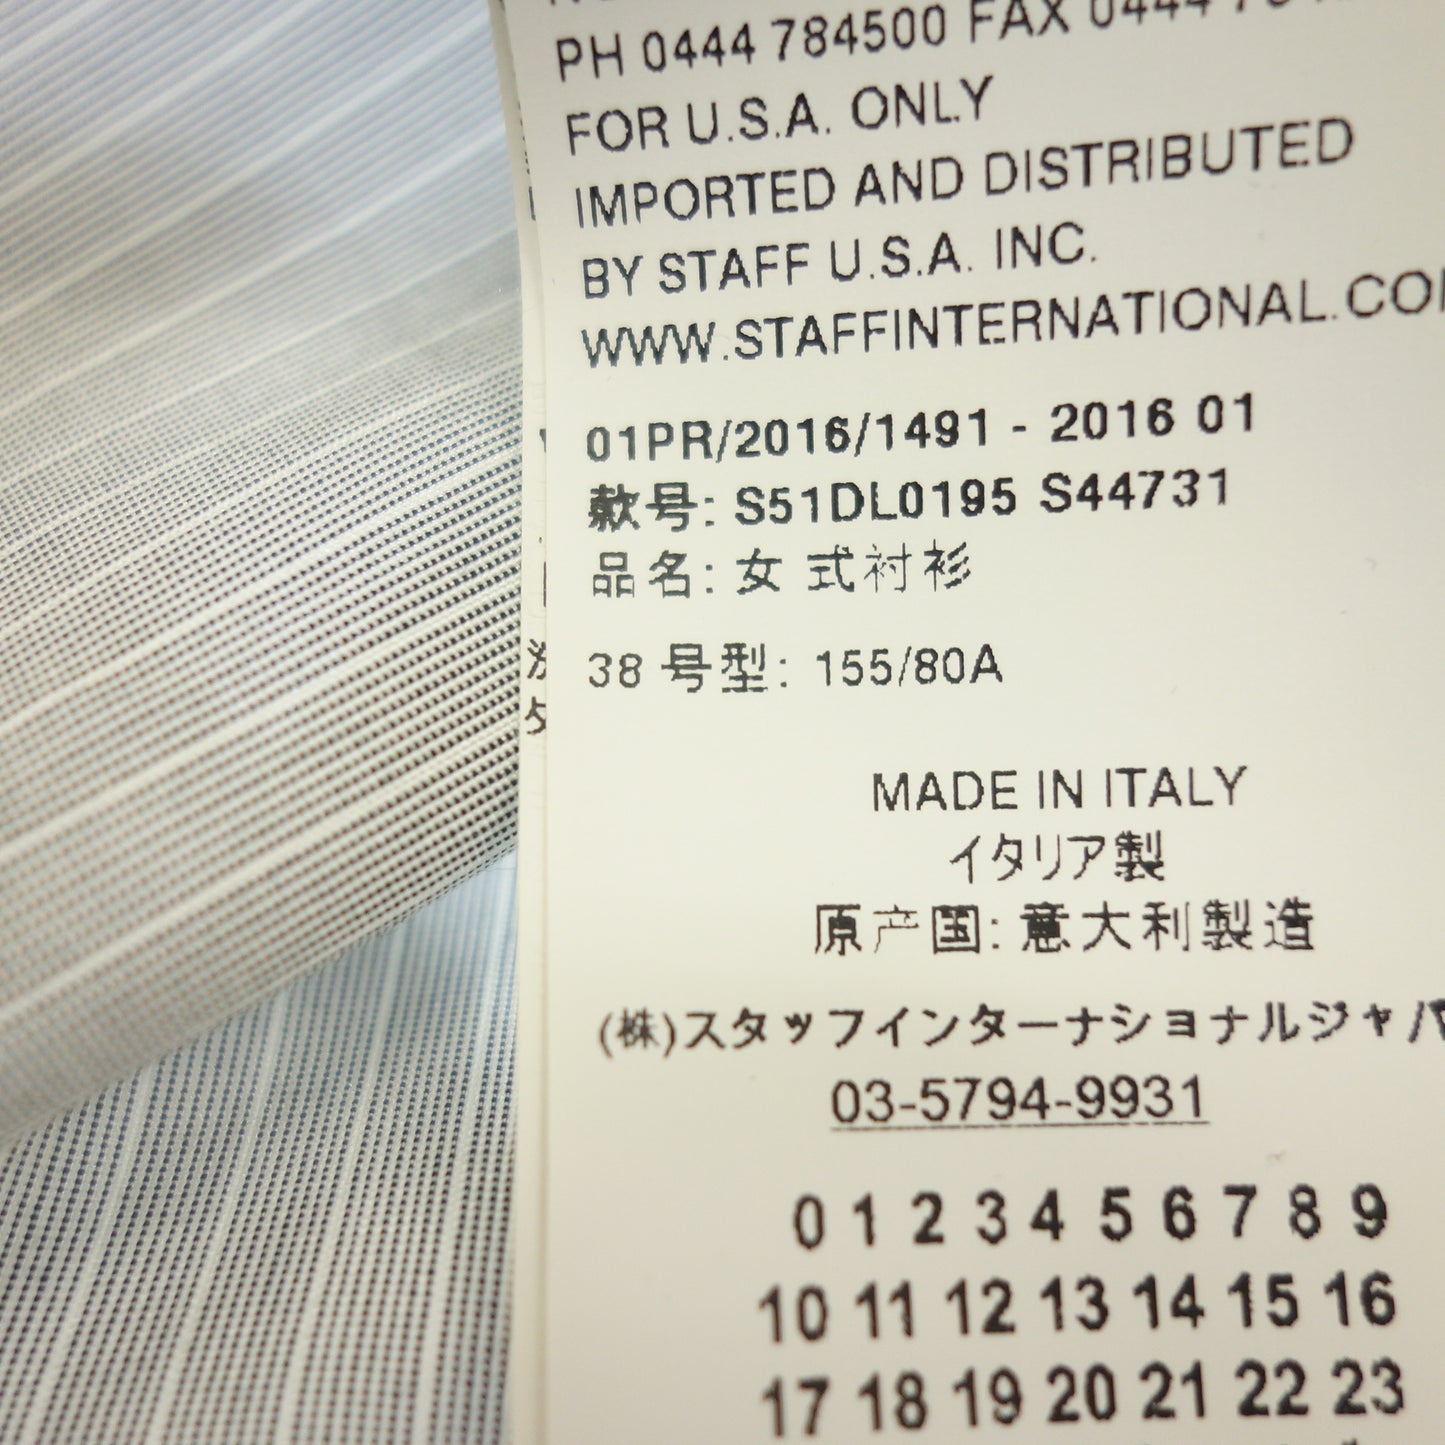 PH 0444 784500 FAX 0444
FOR U.S.A. ONLY
IMPORTED AND DISTRIBUTED
BY STAFF U.S.A. INC.
WWW.STAFFINTERNATIONAL.CO
01PR/2016/1491 - 2016 01
款号: S51DL0195 S44731
品名: 女 式衬衫
38 号型: 155/80A
MADE IN ITALY
イタリア製
原产国: 意大利製造
(株)スタッフインターナショナルジャパ
03-5794-9931
0 1 2 3 4 5 6 7 8 9
10 11 12 13 14 15 16
17 18 19 20 21 22 23